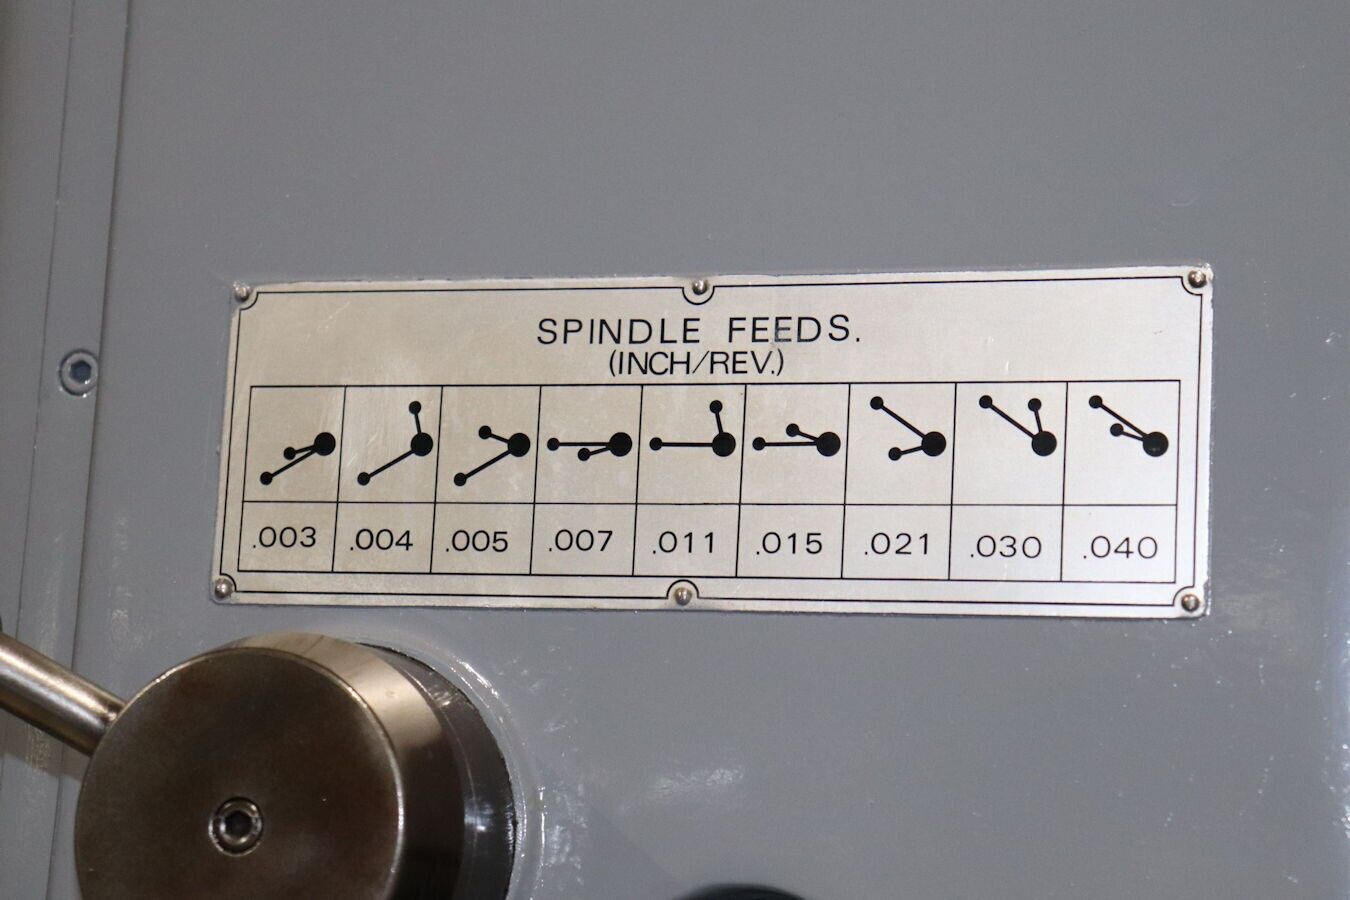 SPINDLE FEEDS.
(INCH/REV.)
.003 .004 .005 .007 .011 .015 .021 .030 .040